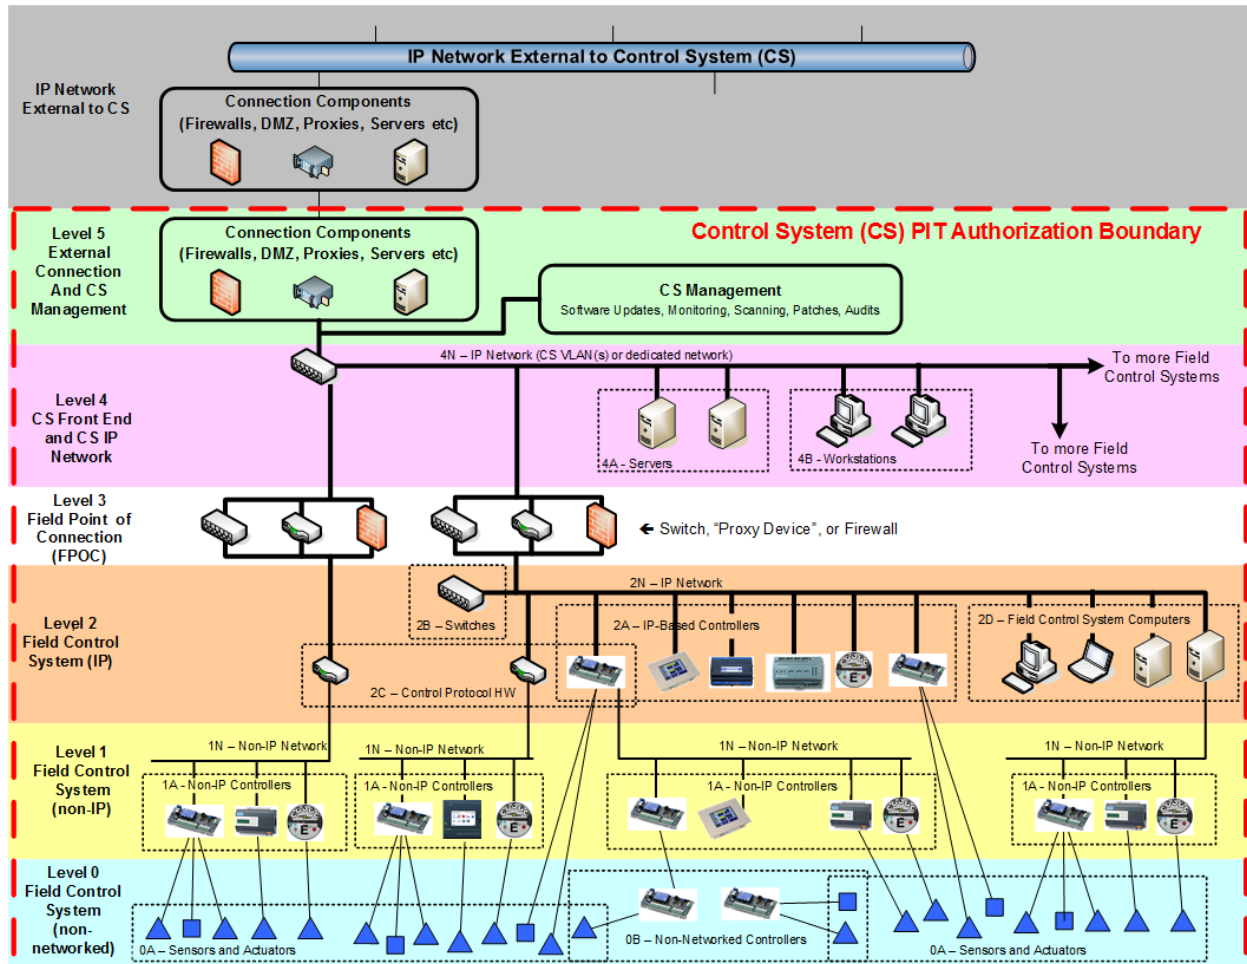 IP Network External to Control System (CS)
IP Network
External to CS
Connection Components
(Firewalls, DMZ, Proxies, Servers etc)
Level 5
External
Connection
And CS
Management
Connection Components
(Firewalls, DMZ, Proxies, Servers etc)
Control System (CS) PIT Authorization Boundary
CS Management
Software Updates, Monitoring, Scanning, Patches, Audits
Level 4
CS Front End
and CS IP
Network
4N – IP Network (CS VLAN(s) or dedicated network)
To more Field
Control Systems
4A - Servers
4B - Workstations
To more Field
Control Systems
Level 3
Field Point of
Connection
(FPOC)
← Switch, “Proxy Device”, or Firewall
Level 2
Field Control
System (IP)
2N – IP Network
2B – Switches
2A – IP-Based Controllers
2D – Field Control System Computers
2C – Control Protocol HW
E
Level 1
Field Control
System
(non-IP)
1N – Non-IP Network
1N – Non-IP Network
1N – Non-IP Network
1N – Non-IP Network
1A - Non-IP Controllers
1A - Non-IP Controllers
1A - Non-IP Controllers
1A - Non-IP Controllers
E
E
E
E
Level 0
Field Control
System
(non-
networked)
0A – Sensors and Actuators
0B – Non-Networked Controllers
0A – Sensors and Actuators